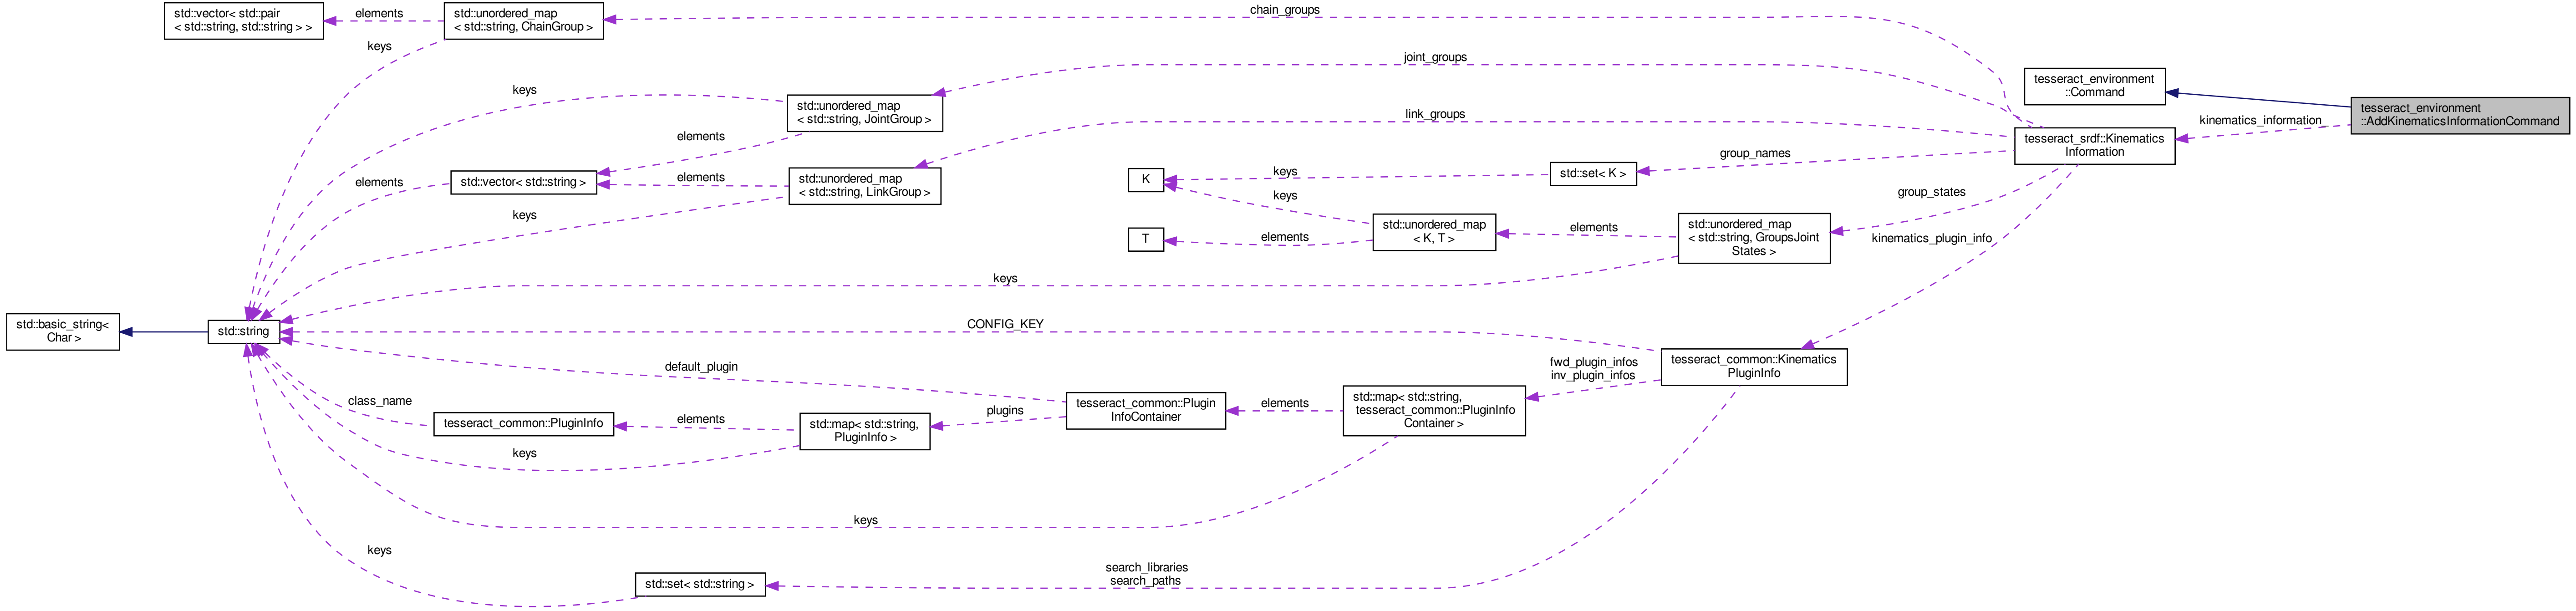 std::vector< std::pair
< std::string, std::string > >
elements
std::unordered_map
< std::string, ChainGroup >
chain_groups
keys
joint_groups
keys
std::unordered_map
< std::string, JointGroup >
tesseract_environment
::Command
tesseract_environment
::AddKinematicsInformationCommand
link_groups
kinematics_information
elements
tesseract_srdf::Kinematics
Information
group_names
elements
std::vector< std::string >
elements
std::unordered_map
< std::string, LinkGroup >
K
keys
std::set< K >
keys
group_states
keys
T
elements
std::unordered_map
< K, T >
elements
std::unordered_map
< std::string, GroupsJoint
States >
kinematics_plugin_info
keys
std::basic_string<
Char >
std::string
CONFIG_KEY
default_plugin
fwd_plugin_infos
inv_plugin_infos
tesseract_common::Kinematics
PluginInfo
class_name
tesseract_common::PluginInfo
elements
std::map< std::string,
PluginInfo >
plugins
tesseract_common::Plugin
InfoContainer
elements
std::map< std::string,
tesseract_common::PluginInfo
Container >
keys
keys
keys
std::set< std::string >
search_libraries
search_paths